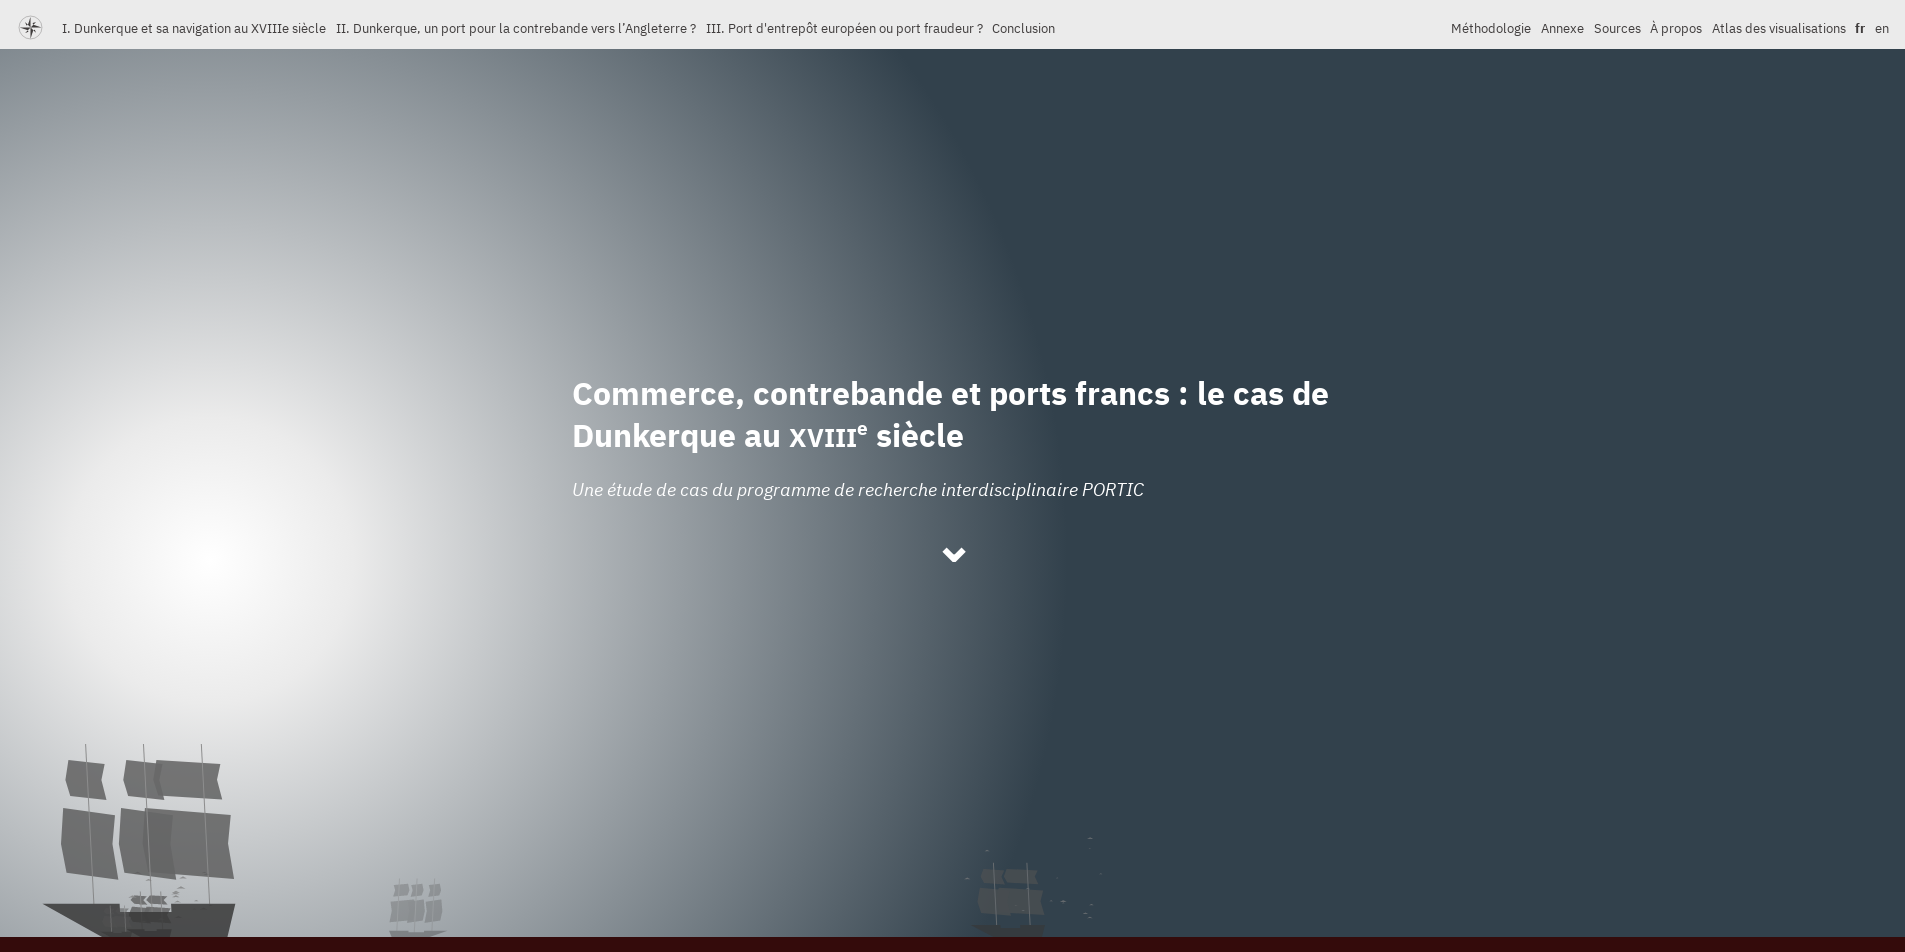 I. Dunkerque et sa navigation au XVIIIe siècle II. Dunkerque, un port pour la contrebande vers l’Angleterre ? III. Port d'entrepôt européen ou port fraudeur ? Conclusion Méthodologie Annexe Sources À propos Atlas des visualisations fr en
Commerce, contrebande et ports francs : le cas de
Dunkerque au XVIIIe siècle
Une étude de cas du programme de recherche interdisciplinaire PORTIC